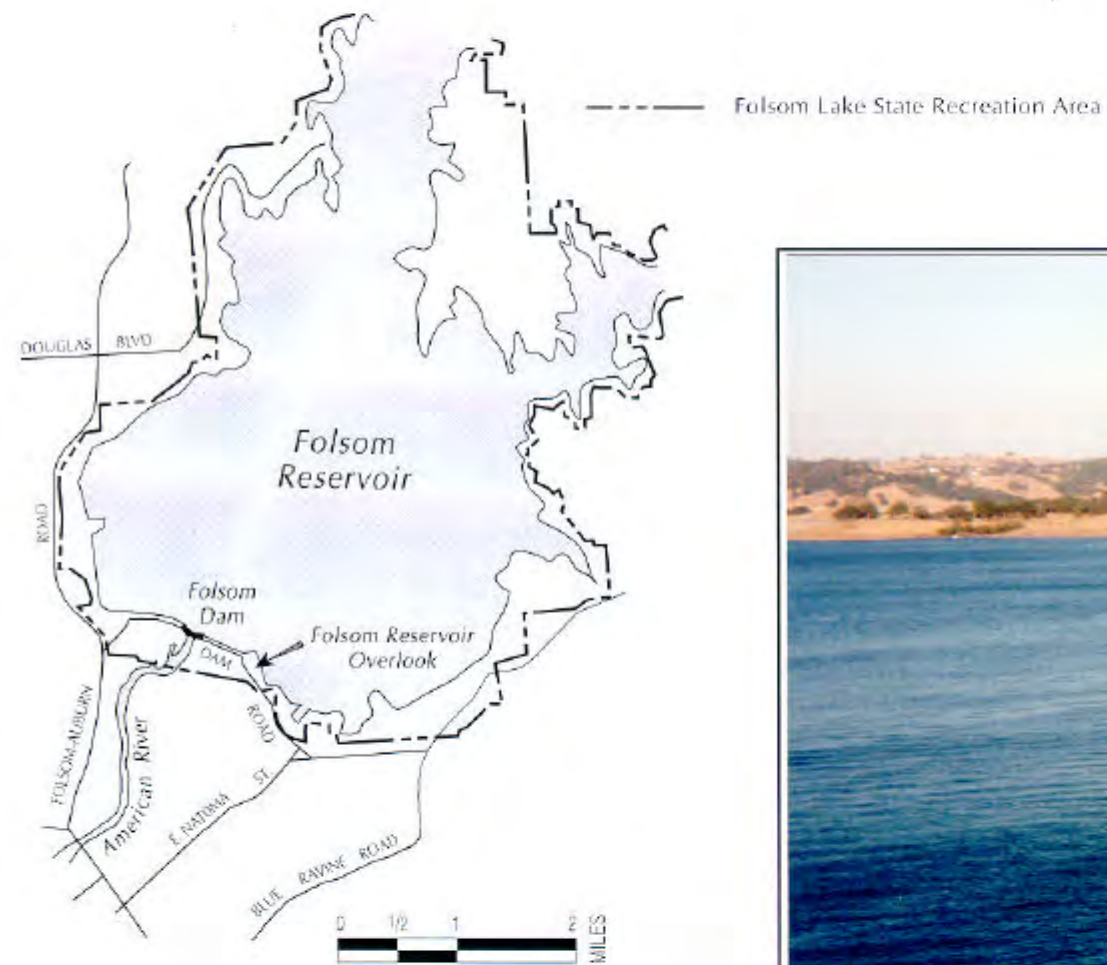 Folsom Lake State Recreation Area
DOUGLAS BLVD
Folsom
Reservoir
ROAD
Folsom
Dam
Folsom Reservoir
Overlook
DAM
ROAD
FOLSOM-AUBURN
American River
E. NATOMA ST.
BLUE RAVINE ROAD
0 1/2 1 2
MILES